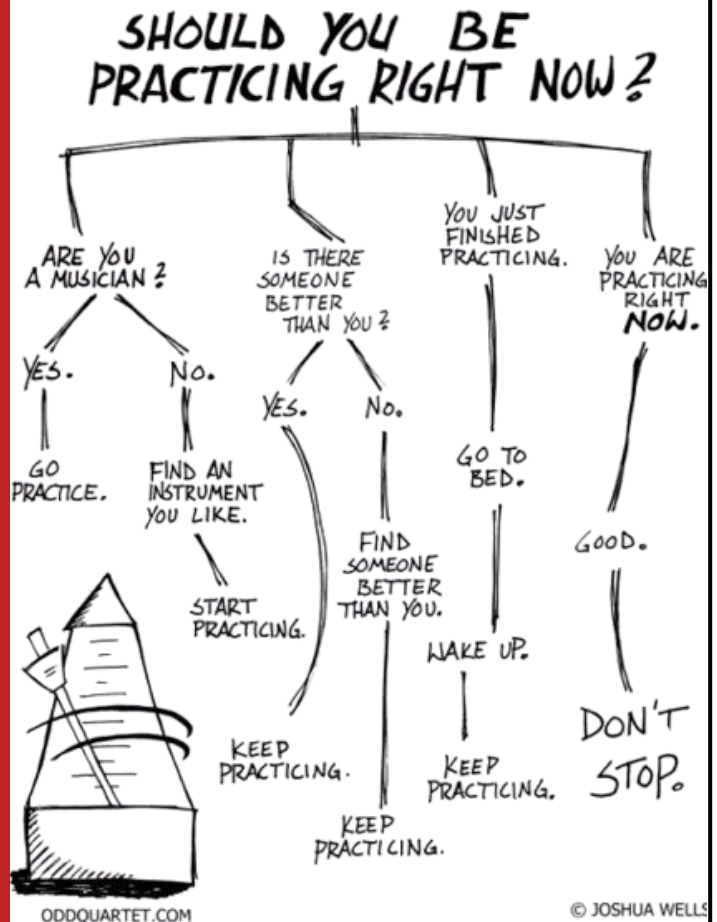 SHOULD YOU BE
PRACTICING RIGHT NOW?
ARE YOU
A MUSICIAN?
YES.
GO
PRACTICE.
NO.
FIND AN
INSTRUMENT
YOU LIKE.
START
PRACTICING.
IS THERE
SOMEONE
BETTER
THAN YOU?
YES.
KEEP
PRACTICING.
NO.
FIND
SOMEONE
BETTER
THAN YOU.
KEEP
PRACTICING.
YOU JUST
FINISHED
PRACTICING.
GO TO
BED.
WAKE UP.
KEEP
PRACTICING.
YOU ARE
PRACTICING
RIGHT
NOW.
GOOD.
DON'T
STOP.
ODDQUARTET.COM
© JOSHUA WELLS